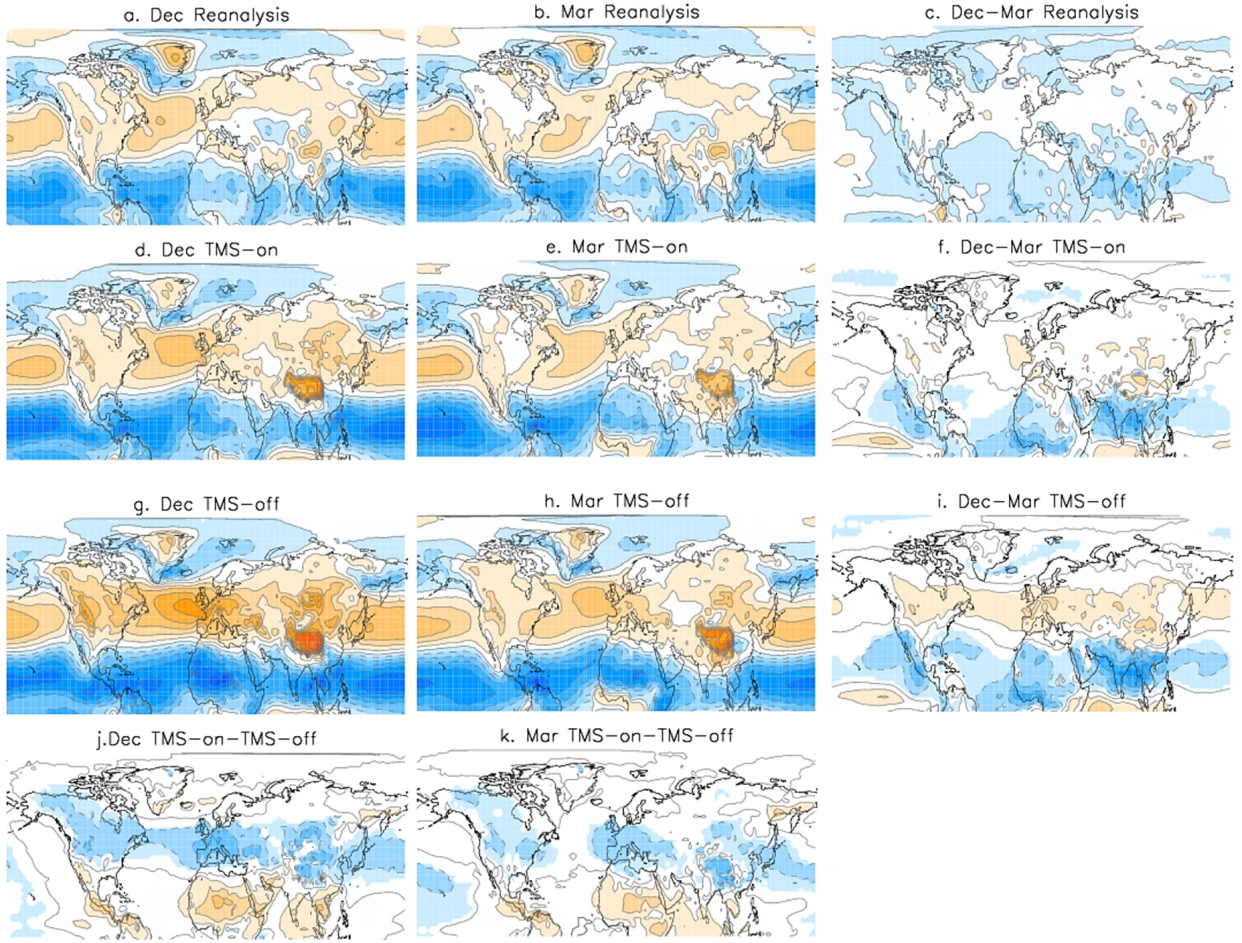 a. Dec Reanalysis
b. Mar Reanalysis
c. Dec-Mar Reanalysis
d. Dec TMS-on
e. Mar TMS-on
f. Dec-Mar TMS-on
g. Dec TMS-off
h. Mar TMS-off
i. Dec-Mar TMS-off
j.Dec TMS-on-TMS-off
k. Mar TMS-on-TMS-off